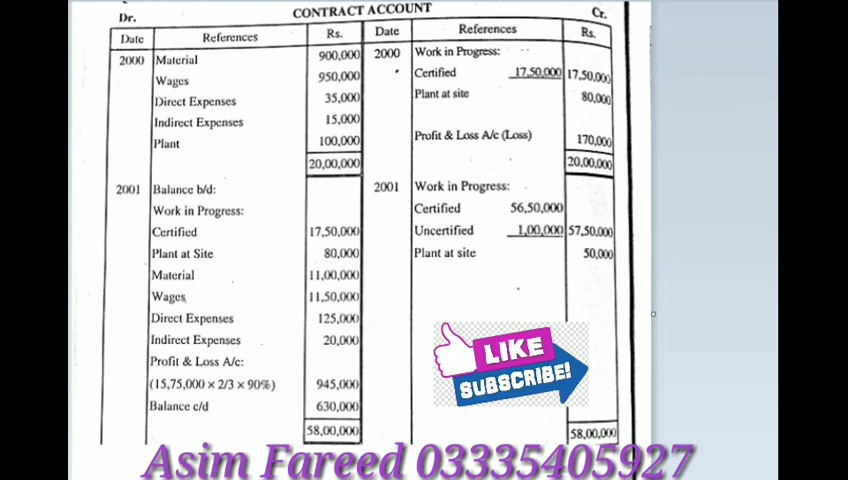 CONTRACT ACCOUNT
Dr. Cr.
Date References Rs. Date References Rs.
2000 Material 900,000 2000 Work in Progress:
Wages 950,000 Certified 17,50,000 17,50,000
Direct Expenses 35,000 Plant at site 80,000
Indirect Expenses 15,000
Plant 100,000 Profit & Loss A/c (Loss) 170,000
20,00,000 20,00,000
2001 Balance b/d: 2001 Work in Progress:
Work in Progress: Certified 56,50,000
Certified 17,50,000 Uncertified 1,00,000 57,50,000
Plant at Site 80,000 Plant at site 50,000
Material 11,00,000
Wages 11,50,000
Direct Expenses 125,000
Indirect Expenses 20,000
Profit & Loss A/c:
(15,75,000 × 2/3 × 90%) 945,000
Balance c/d 630,000
58,00,000 58,00,000
LIKE
SUBSCRIBE!
Asim Fareed 03335405927